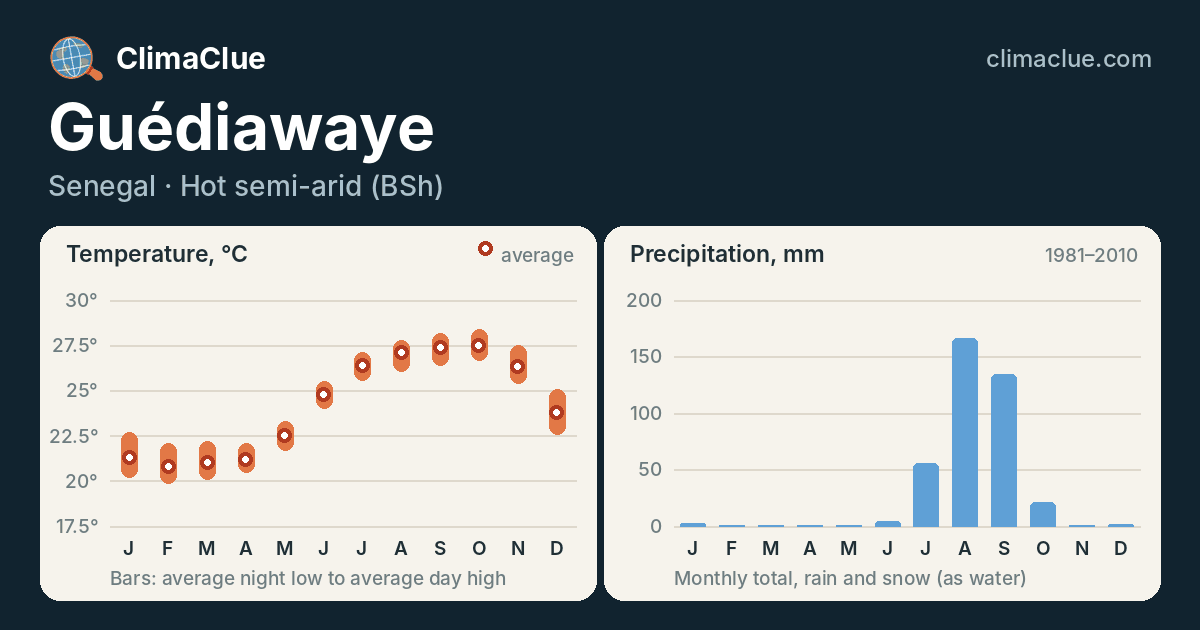 ClimaClue
climaclue.com
Guédiawaye
Senegal · Hot semi-arid (BSh)
Temperature, °C
average
30°
27.5°
25°
22.5°
20°
17.5°
J F M A M J J A S O N D
Bars: average night low to average day high
Precipitation, mm
1981–2010
200
150
100
50
0
J F M A M J J A S O N D
Monthly total, rain and snow (as water)